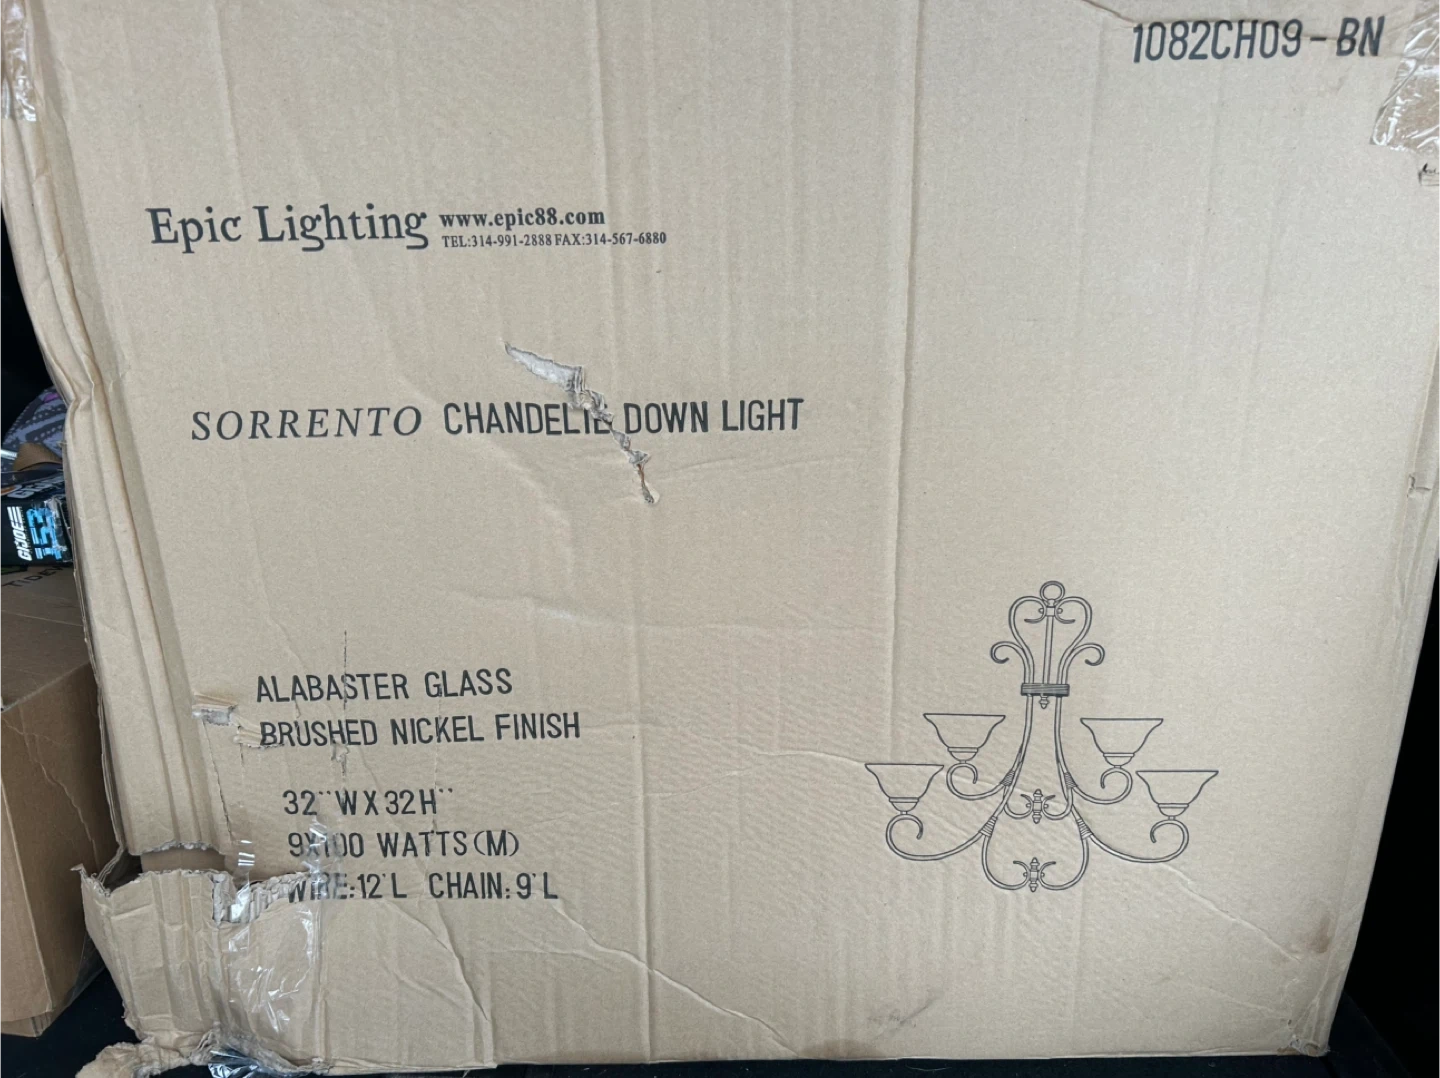 1082CH09-BN
Epic Lighting www.epic88.com
TEL:314-991-2888 FAX:314-567-6880
SORRENTO CHANDELIE DOWN LIGHT
GIJOE
ALABASTER GLASS
BRUSHED NICKEL FINISH
32"W X 32H"
9X100 WATTS(M)
WIRE:12'L CHAIN:9'L